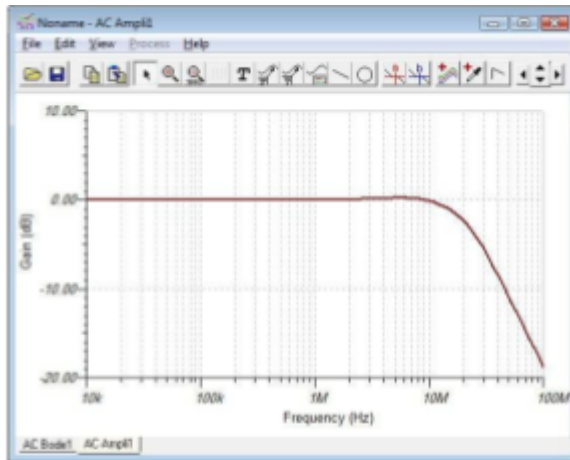 Noname - AC Ampli1
File Edit View Process Help
T
10.00
0.00
-10.00
-20.00
Gain (dB)
10k 100k 1M 10M 100M
Frequency (Hz)
AC Bode1 AC Ampli1